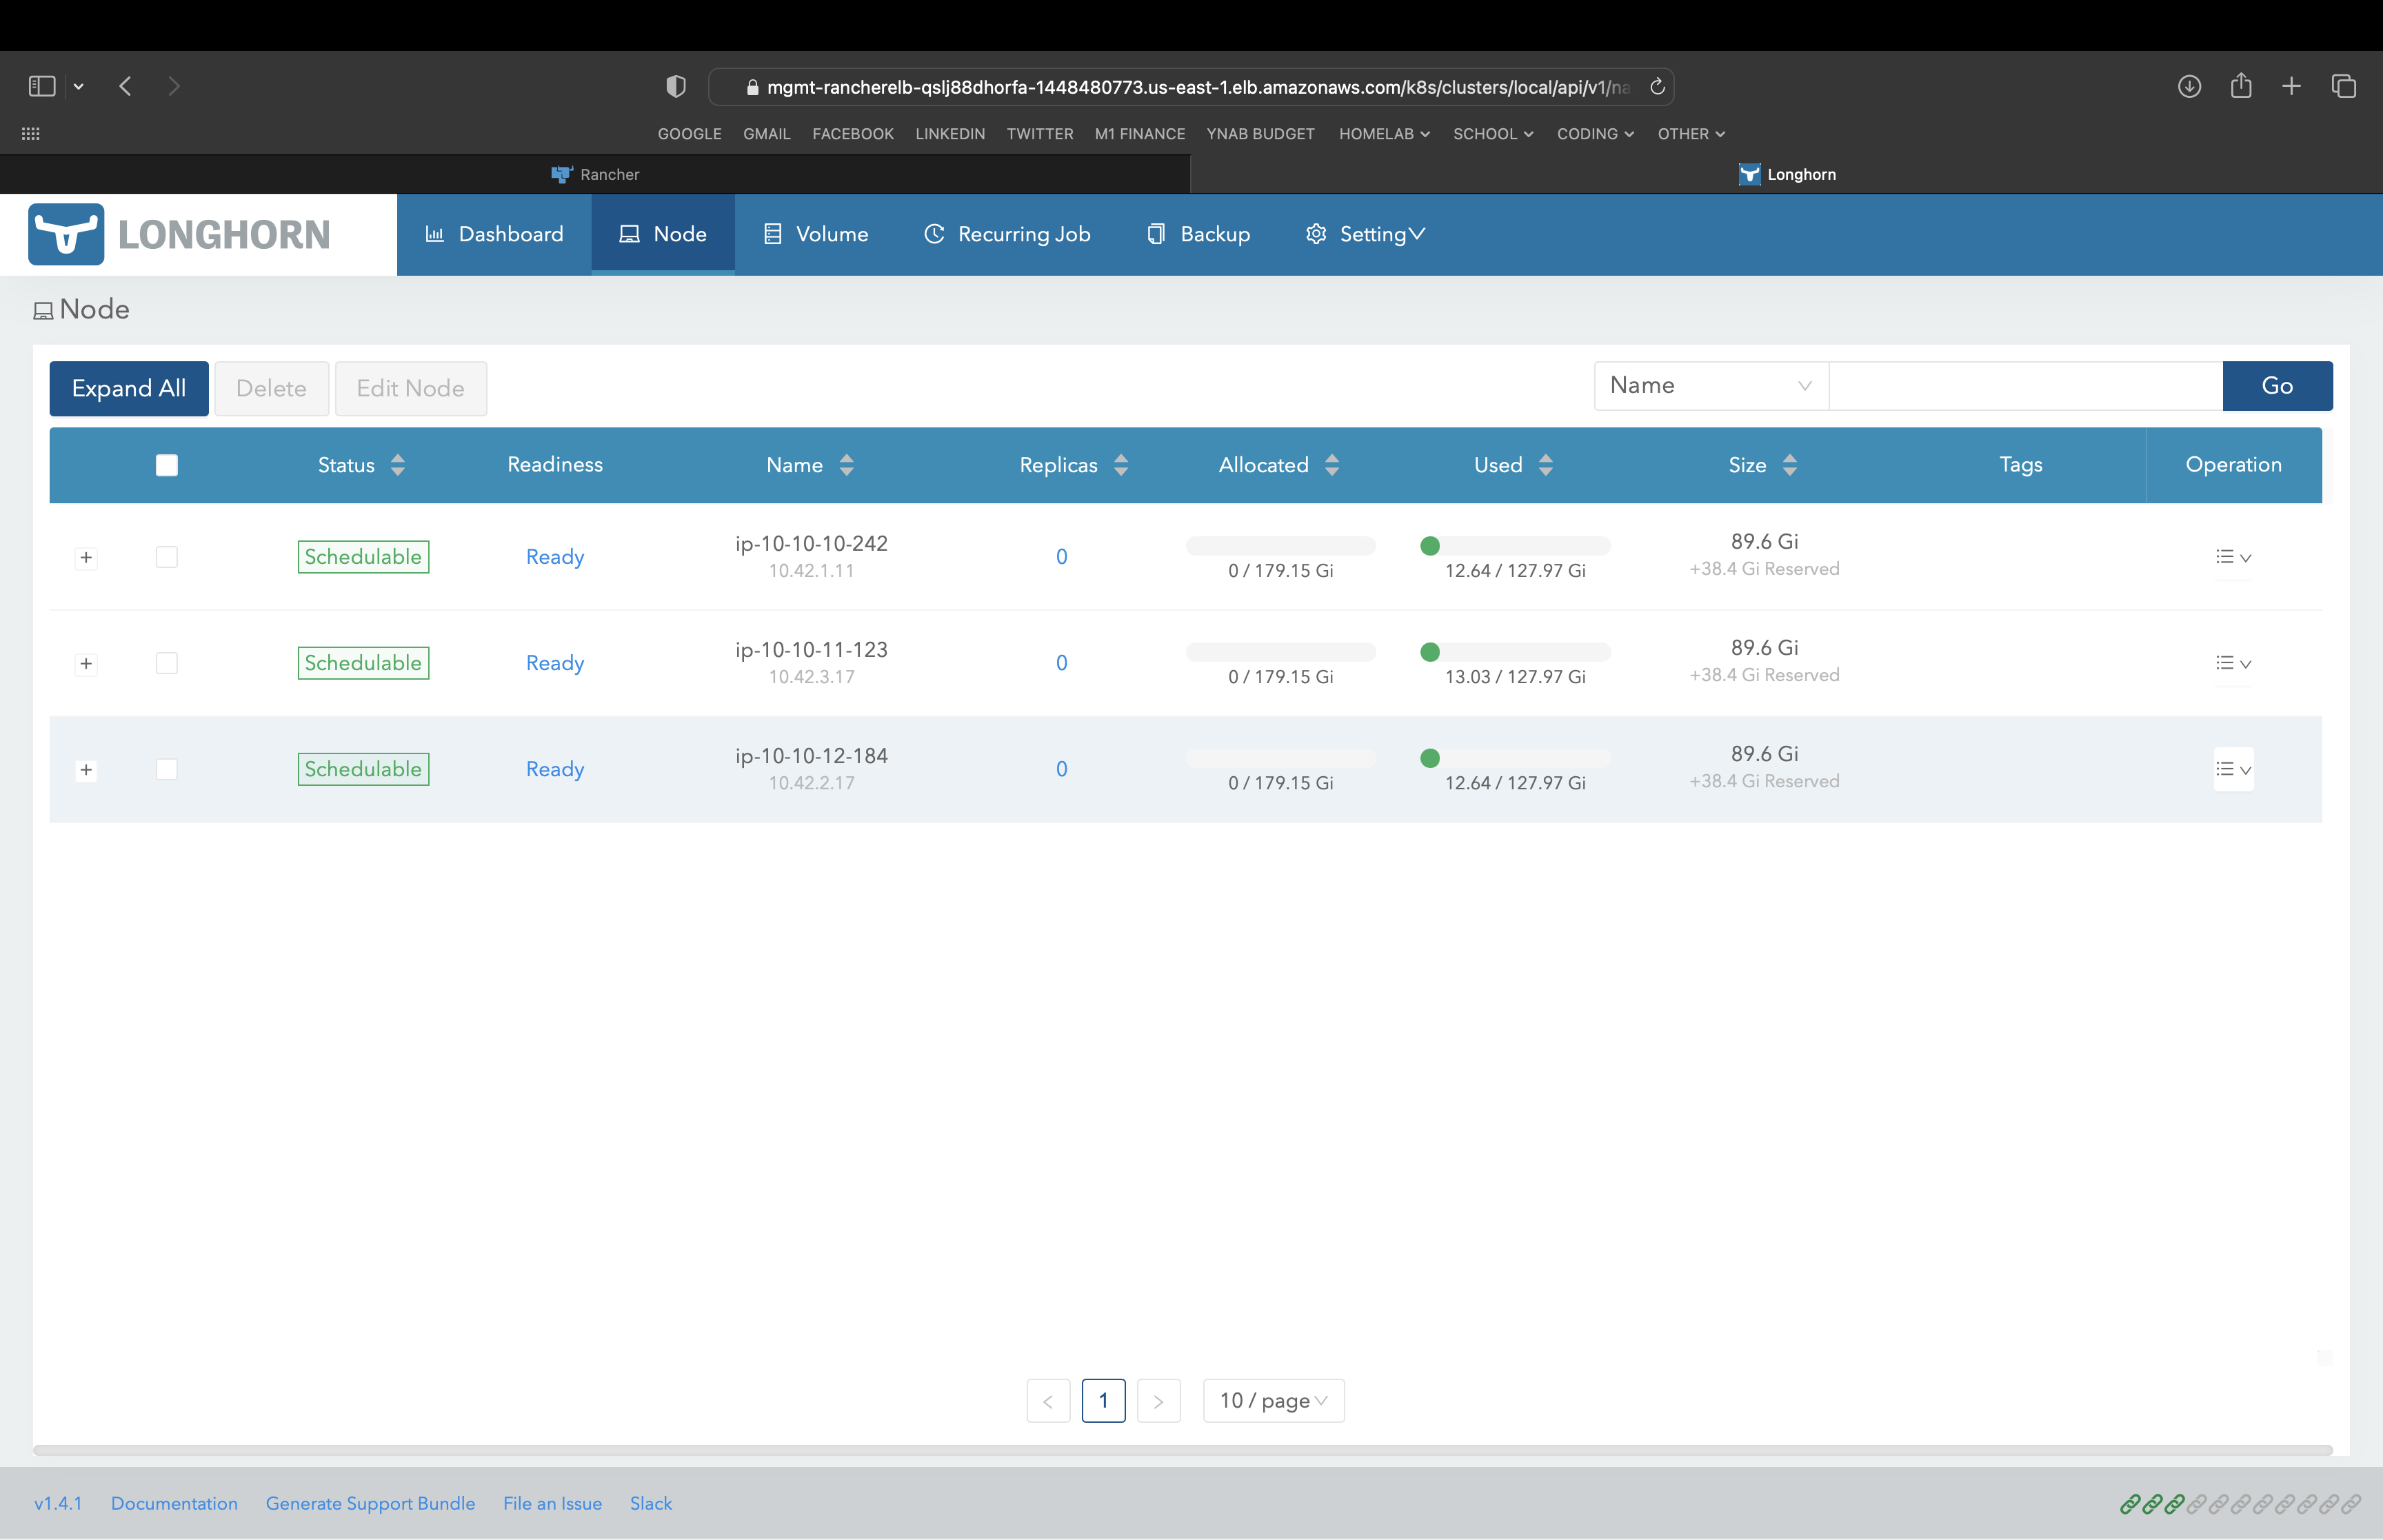 mgmt-rancherelb-qslj88dhorfa-1448480773.us-east-1.elb.amazonaws.com/k8s/clusters/local/api/v1/na
GOOGLE GMAIL FACEBOOK LINKEDIN TWITTER M1 FINANCE YNAB BUDGET HOMELAB SCHOOL CODING OTHER
Rancher Longhorn
LONGHORN Dashboard Node Volume Recurring Job Backup Setting
Node
Expand All Delete Edit Node Name Go
Status Readiness Name Replicas Allocated Used Size Tags Operation
Schedulable Ready ip-10-10-10-242 0 89.6 Gi
10.42.1.11 0 / 179.15 Gi 12.64 / 127.97 Gi +38.4 Gi Reserved
Schedulable Ready ip-10-10-11-123 0 89.6 Gi
10.42.3.17 0 / 179.15 Gi 13.03 / 127.97 Gi +38.4 Gi Reserved
Schedulable Ready ip-10-10-12-184 0 89.6 Gi
10.42.2.17 0 / 179.15 Gi 12.64 / 127.97 Gi +38.4 Gi Reserved
< 1 > 10 / page
v1.4.1 Documentation Generate Support Bundle File an Issue Slack